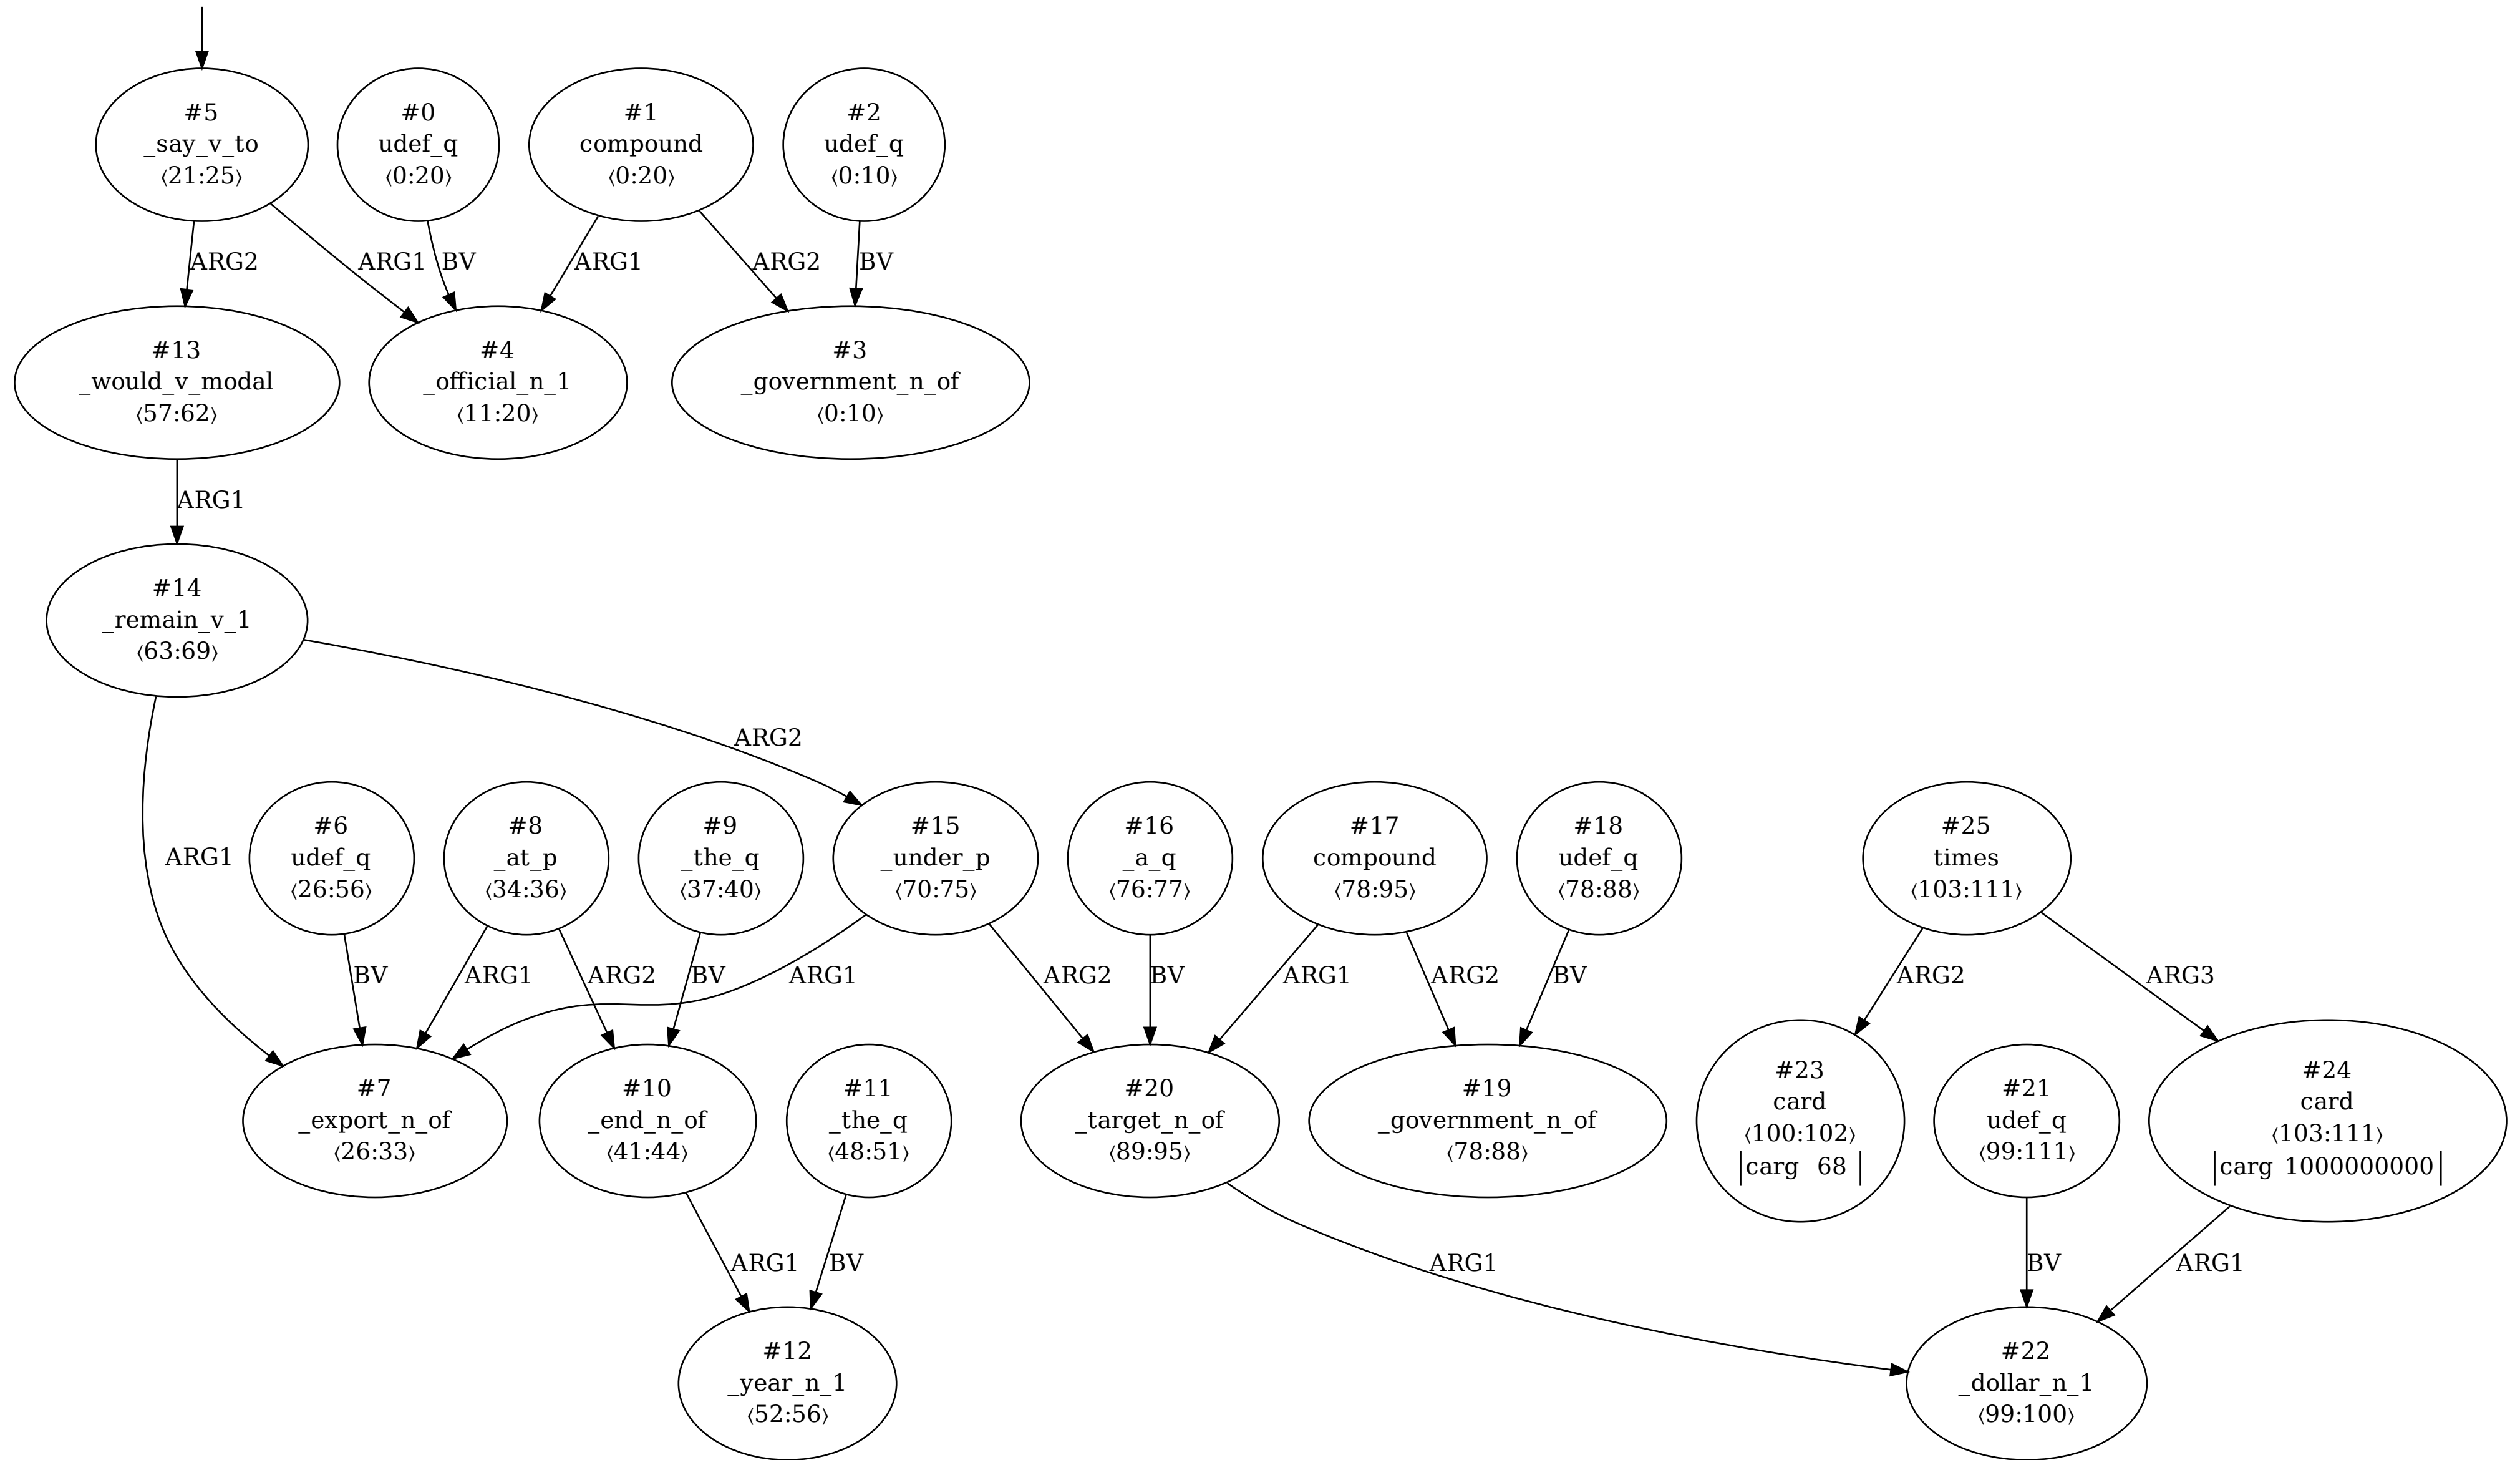 #5
_say_v_to
⟨21:25⟩
#0
udef_q
⟨0:20⟩
#1
compound
⟨0:20⟩
#2
udef_q
⟨0:10⟩
ARG2
ARG1
BV
ARG1
ARG2
BV
#13
_would_v_modal
⟨57:62⟩
#4
_official_n_1
⟨11:20⟩
#3
_government_n_of
⟨0:10⟩
ARG1
#14
_remain_v_1
⟨63:69⟩
ARG2
ARG1
#6
udef_q
⟨26:56⟩
#8
_at_p
⟨34:36⟩
#9
_the_q
⟨37:40⟩
#15
_under_p
⟨70:75⟩
#16
_a_q
⟨76:77⟩
#17
compound
⟨78:95⟩
#18
udef_q
⟨78:88⟩
#25
times
⟨103:111⟩
BV
ARG1
ARG2
BV
ARG1
ARG2
BV
ARG1
ARG2
BV
ARG2
ARG3
#7
_export_n_of
⟨26:33⟩
#10
_end_n_of
⟨41:44⟩
#11
_the_q
⟨48:51⟩
#20
_target_n_of
⟨89:95⟩
#19
_government_n_of
⟨78:88⟩
#23
card
⟨100:102⟩
carg 68
#21
udef_q
⟨99:111⟩
#24
card
⟨103:111⟩
carg 1000000000
ARG1
BV
ARG1
BV
ARG1
#12
_year_n_1
⟨52:56⟩
#22
_dollar_n_1
⟨99:100⟩